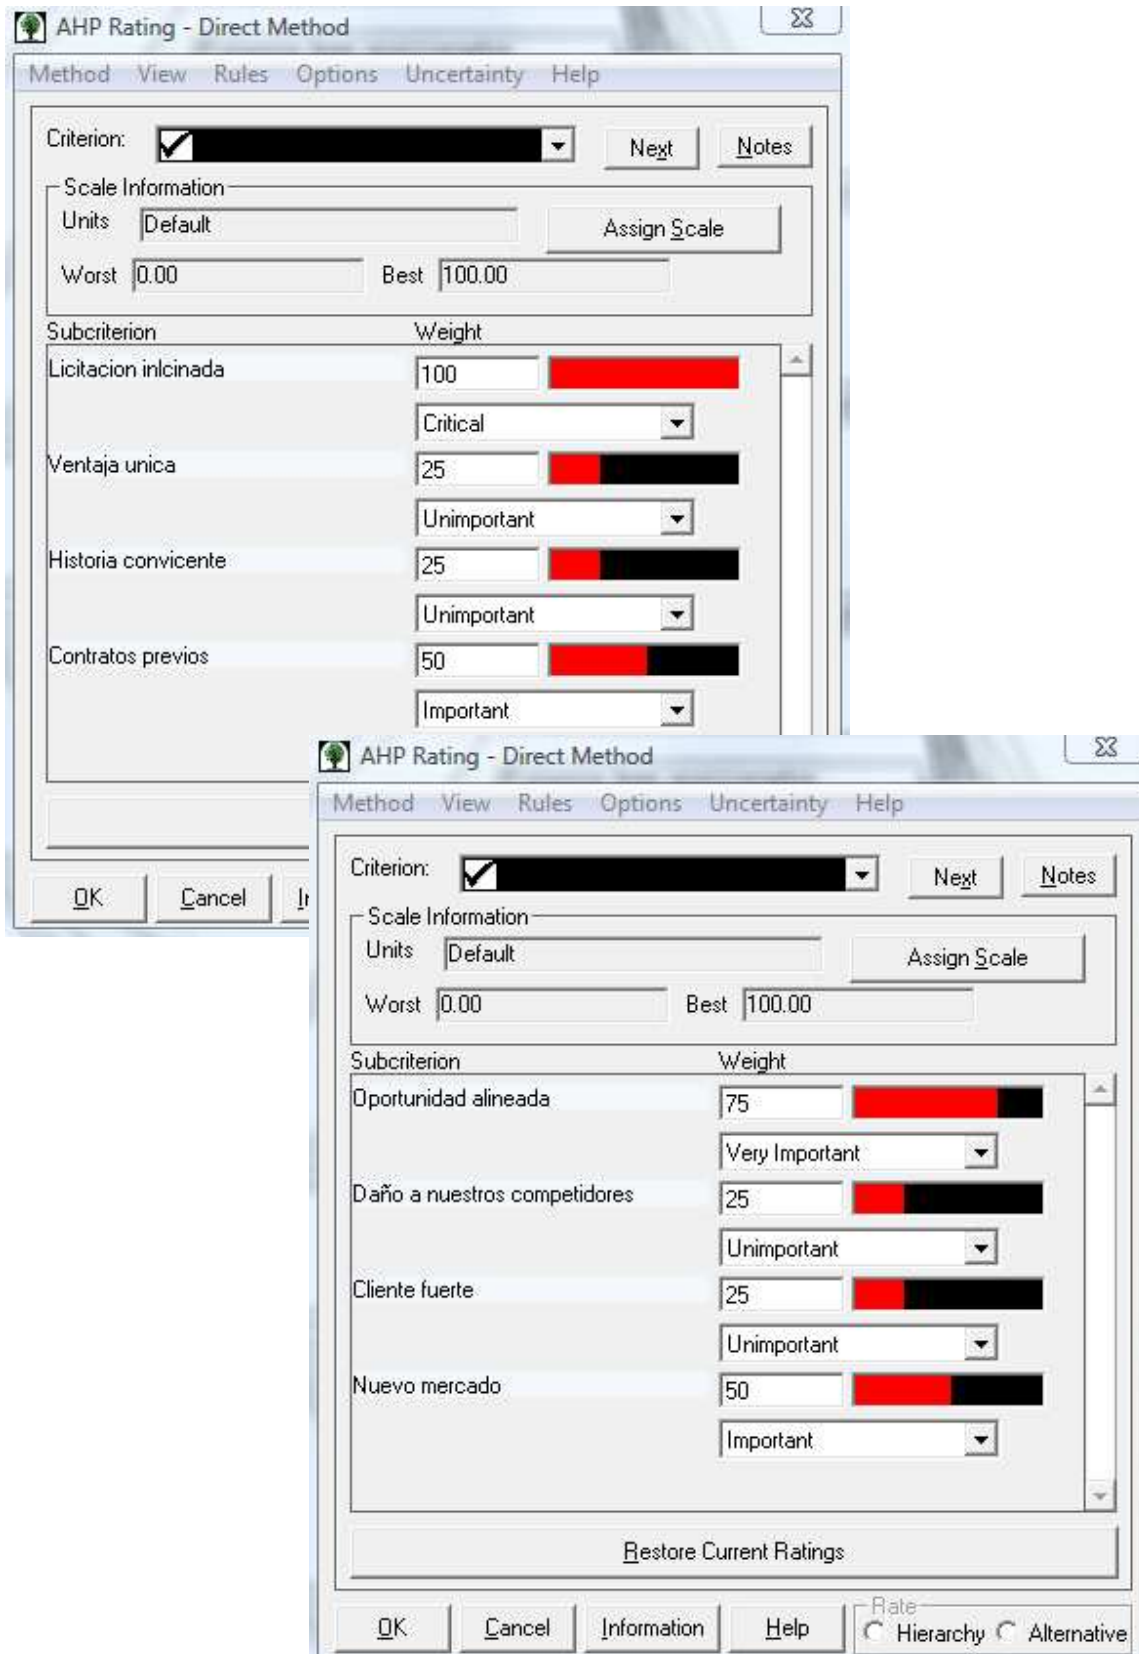 AHP Rating - Direct Method
Method View Rules Options Uncertainty Help
Criterion: Next Notes
Scale Information
Units Default Assign Scale
Worst 0.00 Best 100.00
Subcriterion Weight
Licitacion inlcinada 100
Critical
Ventaja unica 25
Unimportant
Historia convicente 25
Unimportant
Contratos previos 50
Important
OK Cancel
AHP Rating - Direct Method
Method View Rules Options Uncertainty Help
Criterion: Next Notes
Scale Information
Units Default Assign Scale
Worst 0.00 Best 100.00
Subcriterion Weight
Oportunidad alineada 75
Very Important
Daño a nuestros competidores 25
Unimportant
Cliente fuerte 25
Unimportant
Nuevo mercado 50
Important
Restore Current Ratings
Rate
OK Cancel Information Help Hierarchy Alternative